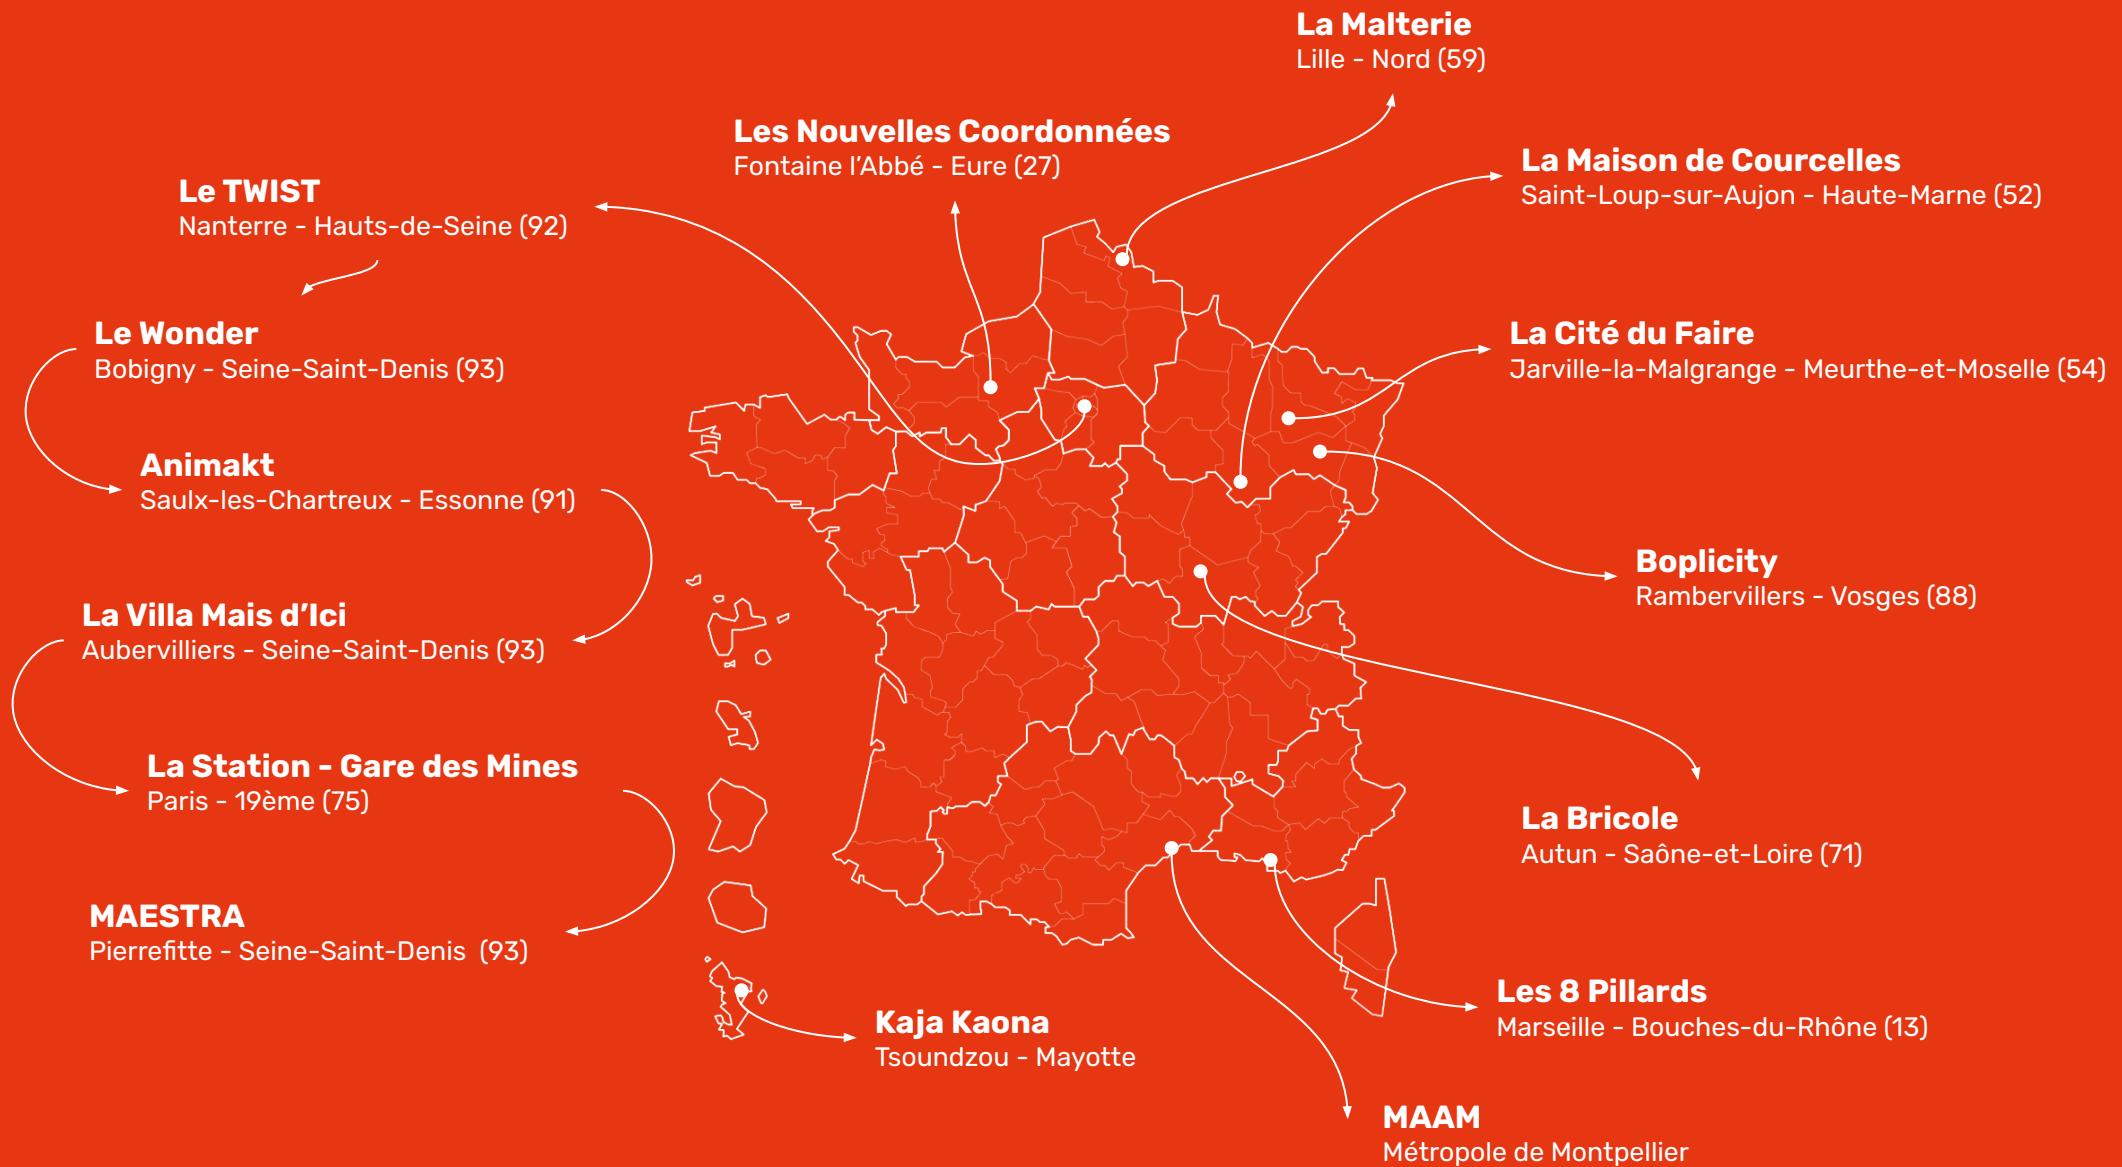 La Malterie
Lille - Nord (59)
Les Nouvelles Coordonnées
Fontaine l'Abbé - Eure (27)
La Maison de Courcelles
Saint-Loup-sur-Aujon - Haute-Marne (52)
Le TWIST
Nanterre - Hauts-de-Seine (92)
Le Wonder
Bobigny - Seine-Saint-Denis (93)
La Cité du Faire
Jarville-la-Malgrange - Meurthe-et-Moselle (54)
Animakt
Saulx-les-Chartreux - Essonne (91)
Boplicity
Rambervillers - Vosges (88)
La Villa Mais d'Ici
Aubervilliers - Seine-Saint-Denis (93)
La Station - Gare des Mines
Paris - 19ème (75)
La Bricole
Autun - Saône-et-Loire (71)
MAESTRA
Pierrefitte - Seine-Saint-Denis (93)
Les 8 Pillards
Marseille - Bouches-du-Rhône (13)
Kaja Kaona
Tsoundzou - Mayotte
MAAM
Métropole de Montpellier